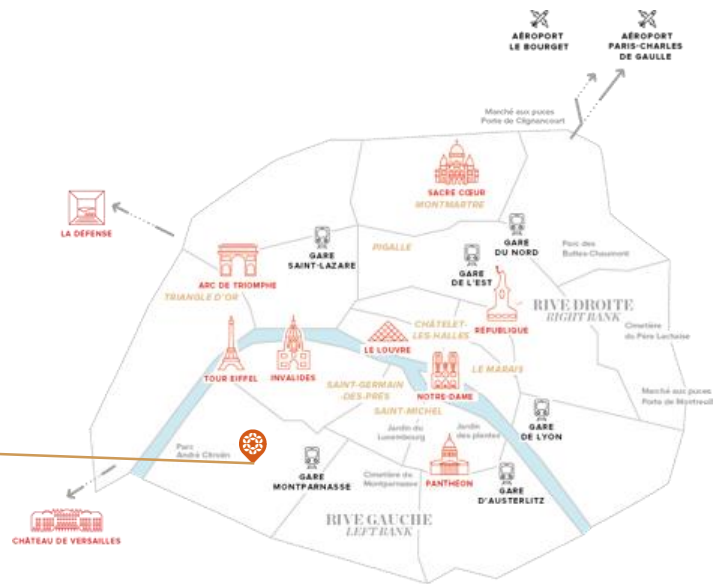 AÉROPORT
LE BOURGET
AÉROPORT
PARIS-CHARLES
DE GAULLE
Marché aux puces
Porte de Clignancourt
SACRÉ CŒUR
MONTMARTRE
LA DÉFENSE
GARE
SAINT-LAZARE
PIGALLE
GARE
DU NORD
Parc des
Buttes-Chaumont
GARE
DE L'EST
ARC DE TRIOMPHE
TRIANGLE D'OR
RIVE DROITE
RIGHT BANK
RÉPUBLIQUE
CHÂTELET-
LES-HALLES
Cimetière
du Père Lachaise
LE LOUVRE
TOUR EIFFEL
INVALIDES
LE MARAIS
SAINT-GERMAIN
-DES-PRÉS
NOTRE-DAME
Marché aux puces
Porte de Montreuil
SAINT-MICHEL
Jardin du
Luxembourg
Jardin
des plantes
GARE
DE LYON
Parc
André Citroën
GARE
MONTPARNASSE
Cimetière du
Montparnasse
PANTHÉON
GARE
D'AUSTERLITZ
RIVE GAUCHE
LEFT BANK
CHÂTEAU DE VERSAILLES